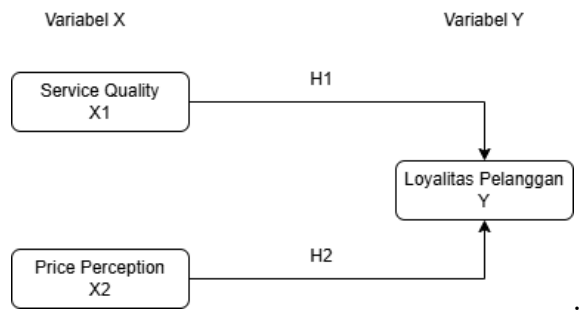 Variabel X
Variabel Y
Service Quality
X1
H1
Loyalitas Pelanggan
Y
Price Perception
X2
H2
.